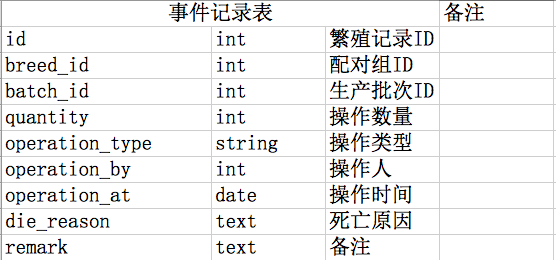 事件记录表 备注
id int 繁殖记录ID
breed_id int 配对组ID
batch_id int 生产批次ID
quantity int 操作数量
operation_type string 操作类型
operation_by int 操作人
operation_at date 操作时间
die_reason text 死亡原因
remark text 备注